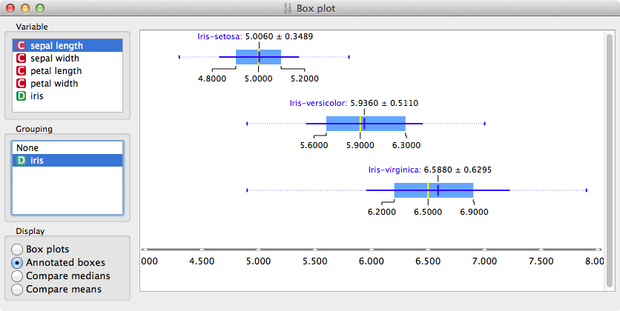 Box plot
Variable
C sepal length
C sepal width
C petal length
C petal width
D iris
Grouping
None
D iris
Display
Box plots
Annotated boxes
Compare medians
Compare means
Iris-setosa: 5.0060 ± 0.3489
4.8000 5.0000 5.2000
Iris-versicolor: 5.9360 ± 0.5110
5.6000 5.9000 6.3000
Iris-virginica: 6.5880 ± 0.6295
6.2000 6.5000 6.9000
000 4.500 5.000 5.500 6.000 6.500 7.000 7.500 8.00